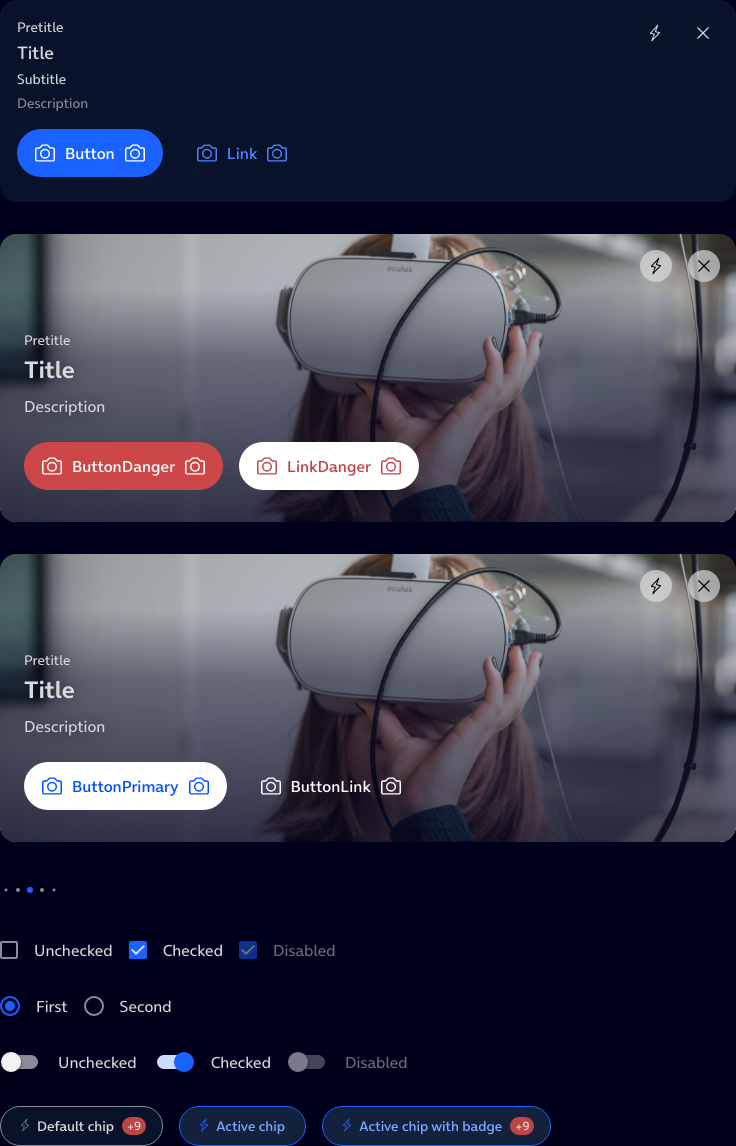 Pretitle
Title
Subtitle
Description
Button Link
oculus
Pretitle
Title
Description
ButtonDanger LinkDanger
oculus
Pretitle
Title
Description
ButtonPrimary ButtonLink
Unchecked Checked Disabled
First Second
Unchecked Checked Disabled
Default chip +9 Active chip Active chip with badge +9